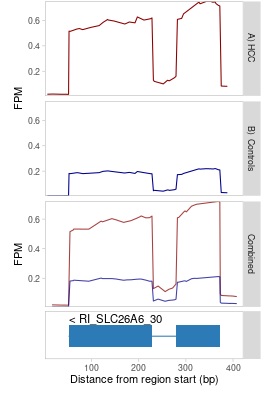 0.6
0.4
0.2
A) HCC
FPM
0.6
0.4
0.2
B) Controls
0.6
0.4
0.2
FPM
Combined
< RI_SLC26A6_30
100 200 300 400
Distance from region start (bp)